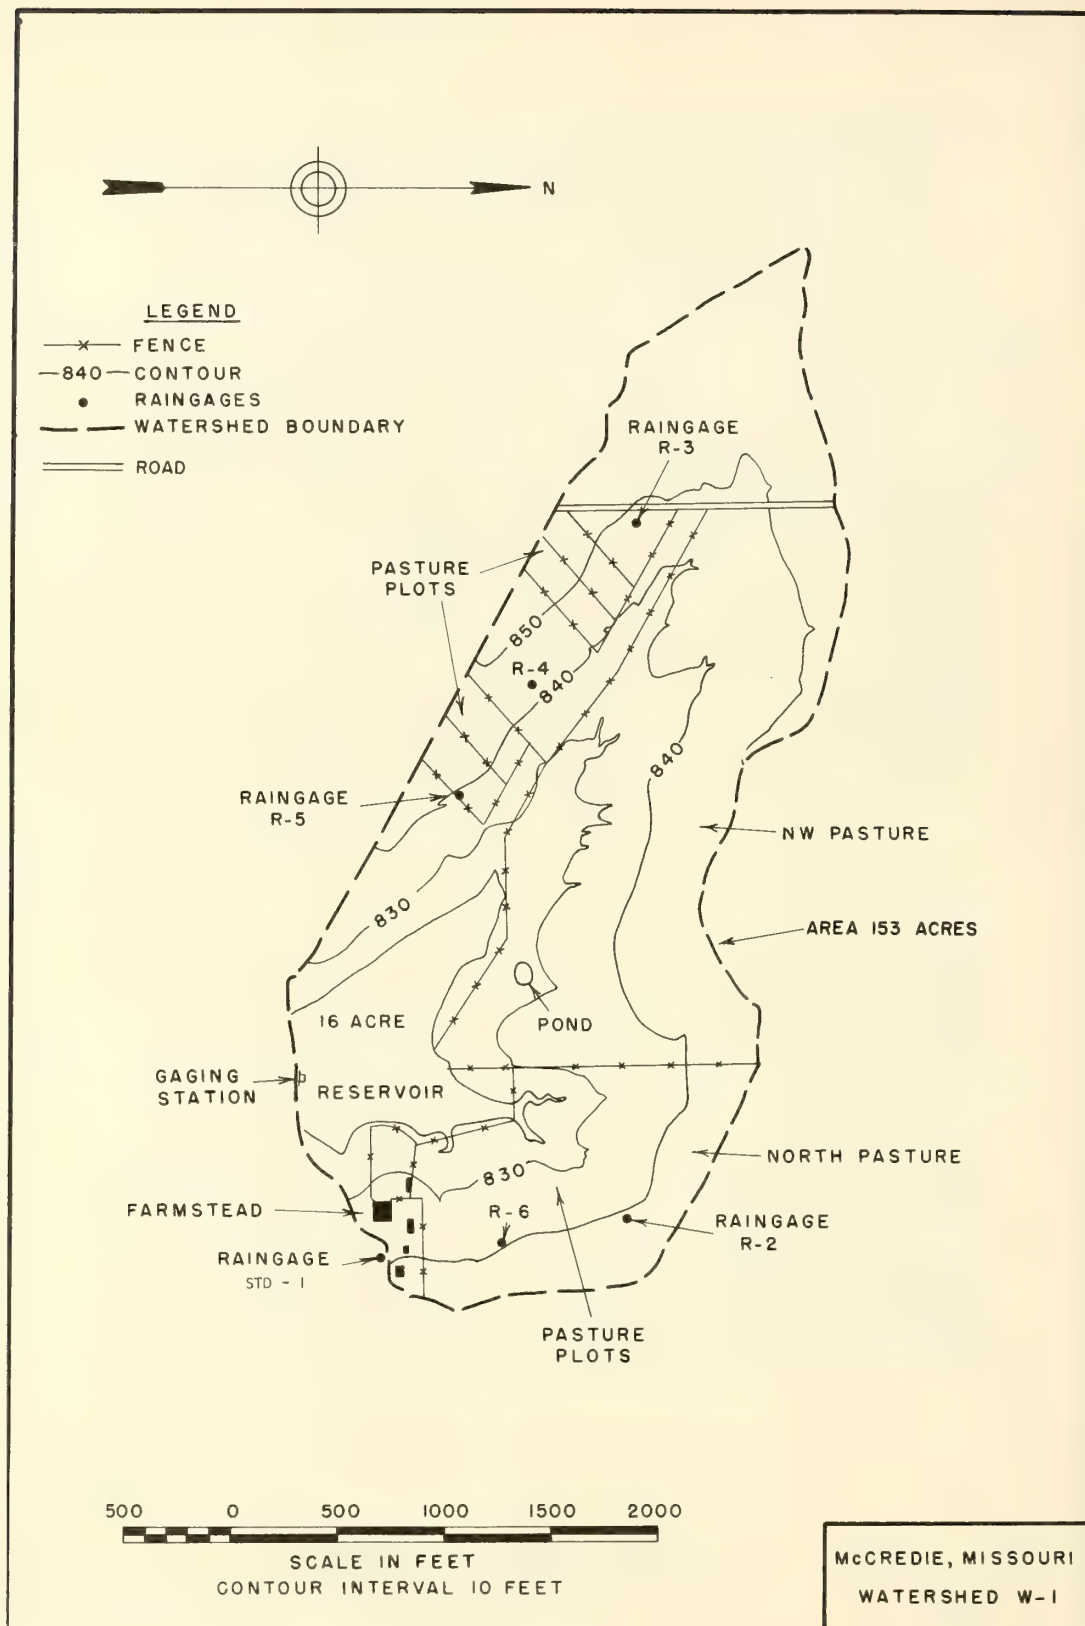 N
LEGEND
FENCE
840 CONTOUR
RAINGAGES
WATERSHED BOUNDARY
ROAD
RAINGAGE
R-3
PASTURE
PLOTS
850
R-4
840
840
RAINGAGE
R-5
NW PASTURE
830
AREA 153 ACRES
16 ACRE
POND
GAGING
STATION
RESERVOIR
NORTH PASTURE
830
FARMSTEAD
R-6
RAINGAGE
R-2
RAINGAGE
STD - 1
PASTURE
PLOTS
500 0 500 1000 1500 2000
SCALE IN FEET
CONTOUR INTERVAL 10 FEET
McCREDIE, MISSOURI
WATERSHED W-1